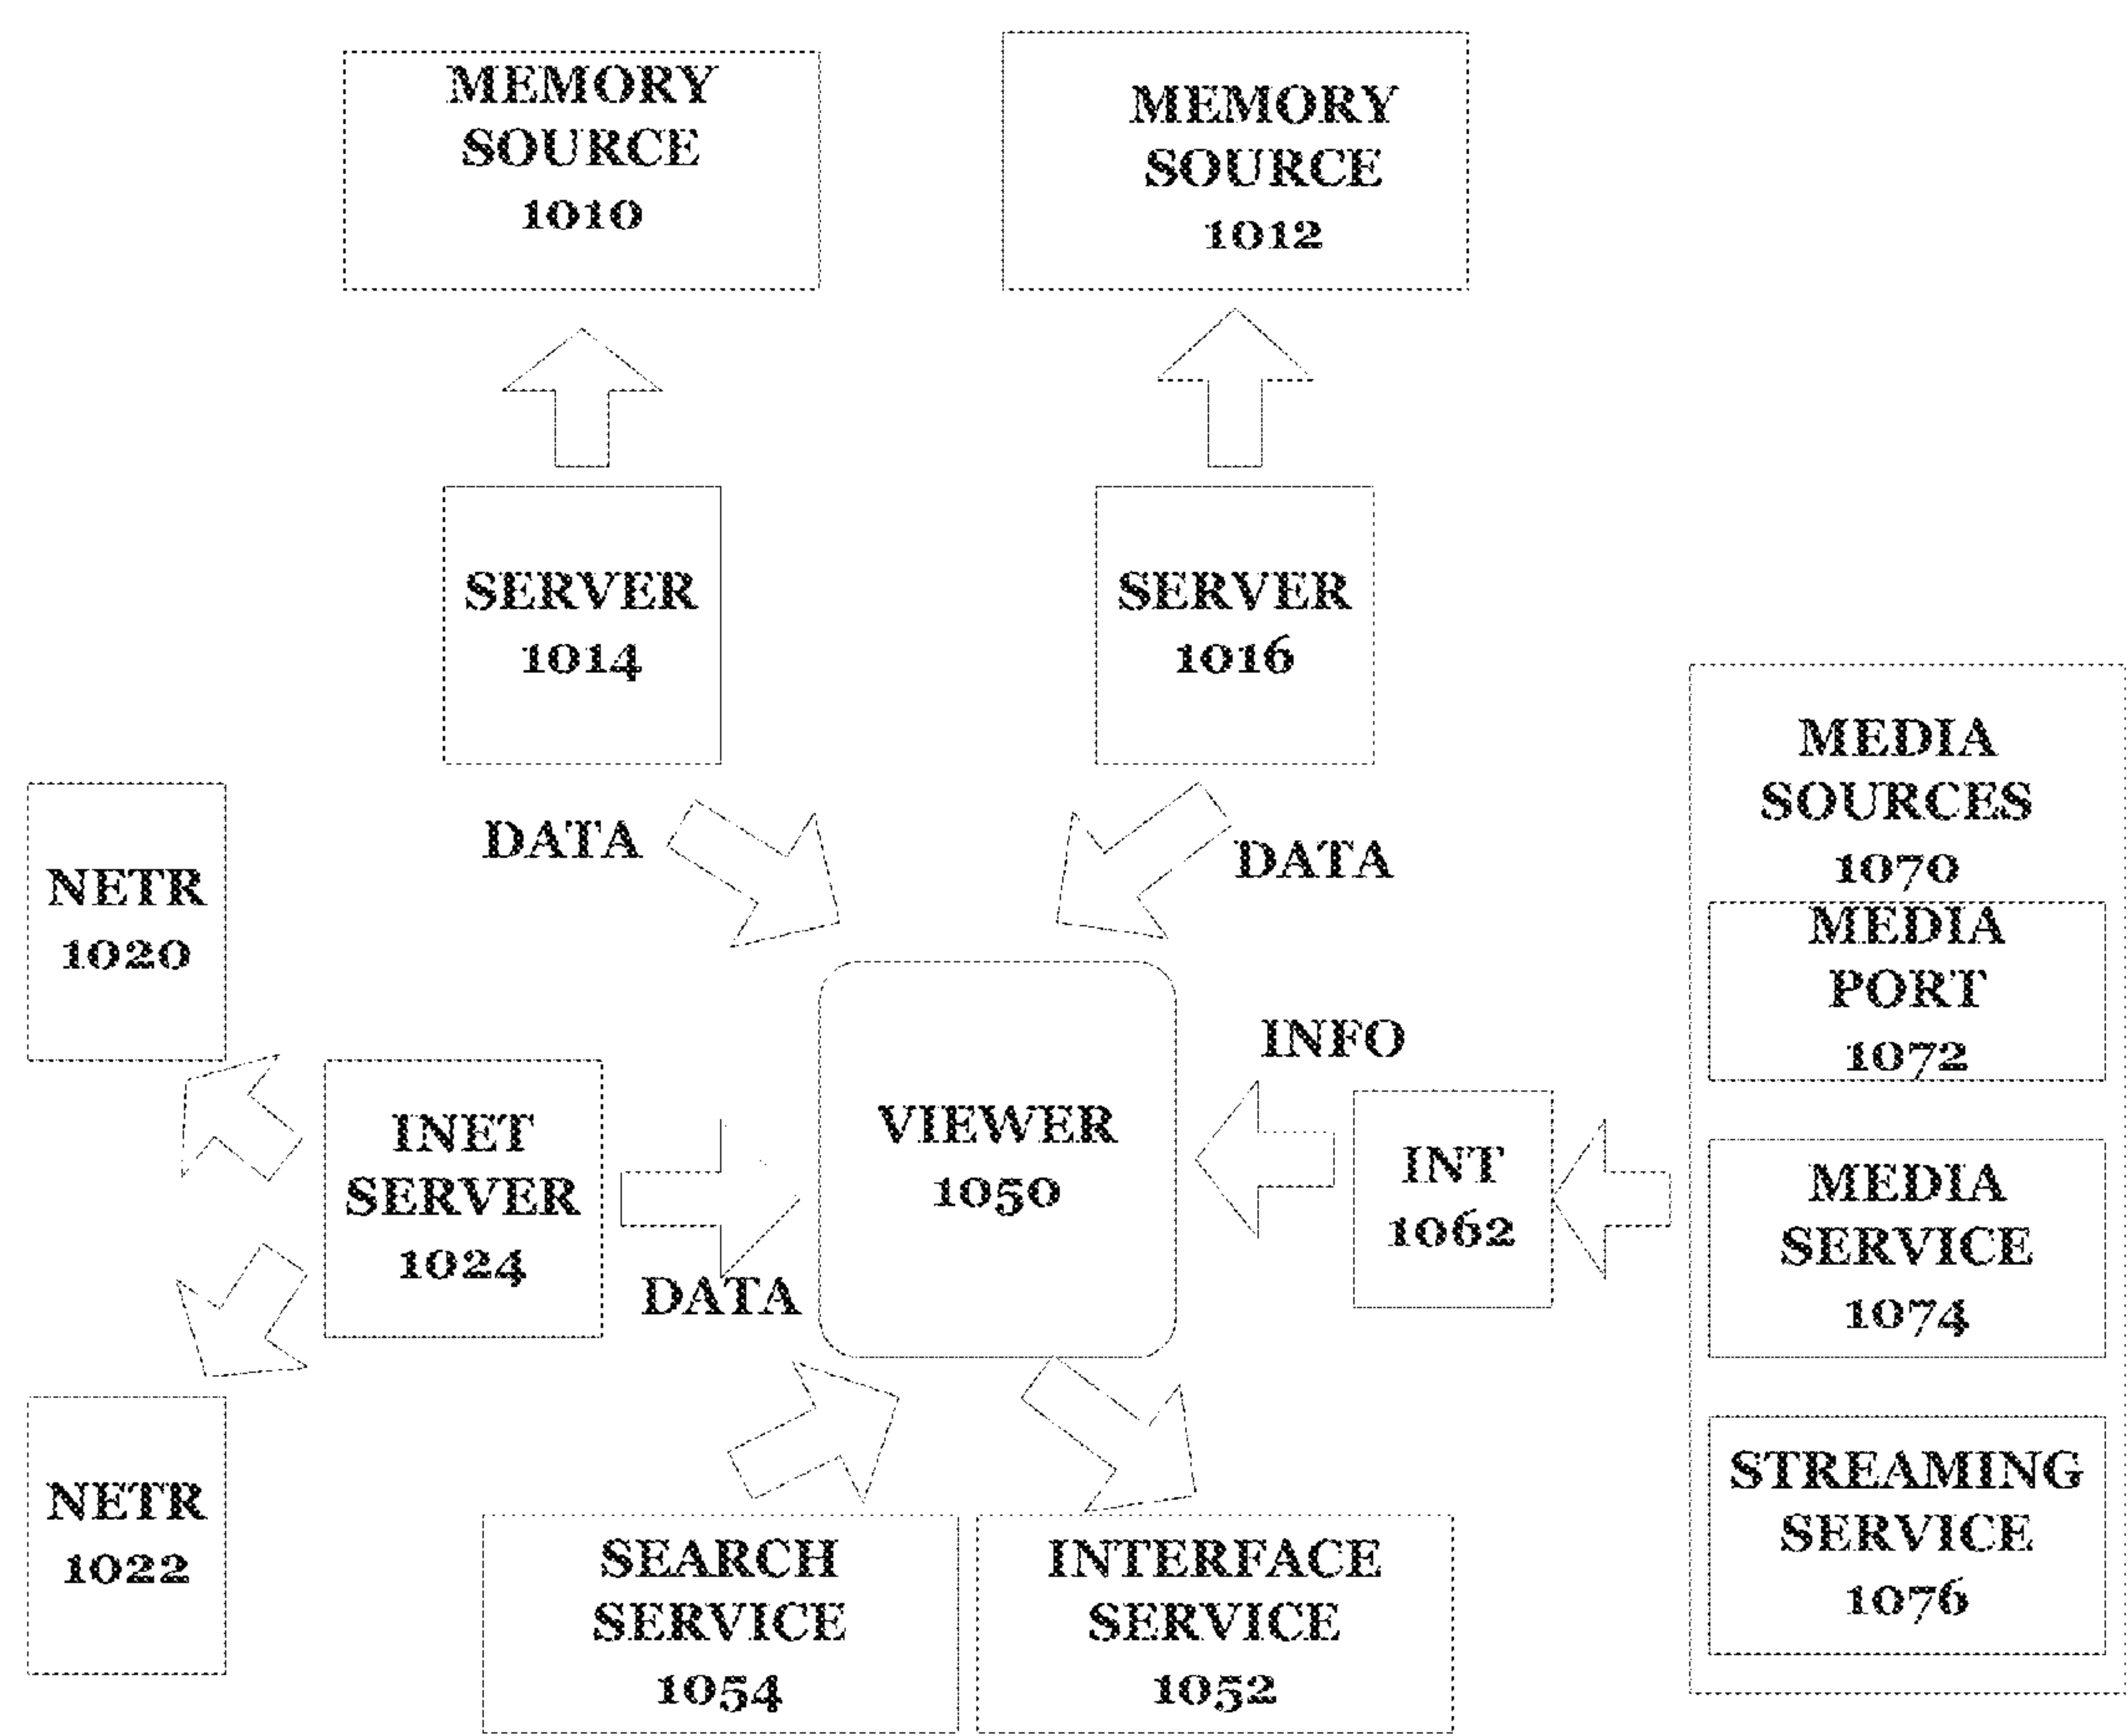 MEMORY
SOURCE
1010
MEMORY
SOURCE
1012
SERVER
1014
SERVER
1016
DATA
DATA
NETR
1020
INET
SERVER
1024
DATA
NETR
1022
VIEWER
1050
INFO
INT
1062
MEDIA
SOURCES
1070
MEDIA
PORT
1072
MEDIA
SERVICE
1074
STREAMING
SERVICE
1076
SEARCH
SERVICE
1054
INTERFACE
SERVICE
1052